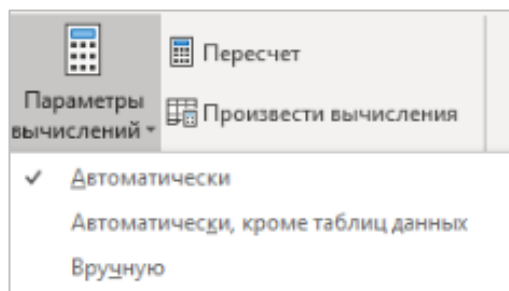 Параметры
вычислений
Пересчет
Произвести вычисления
Автоматически
Автоматически, кроме таблиц данных
Вручную